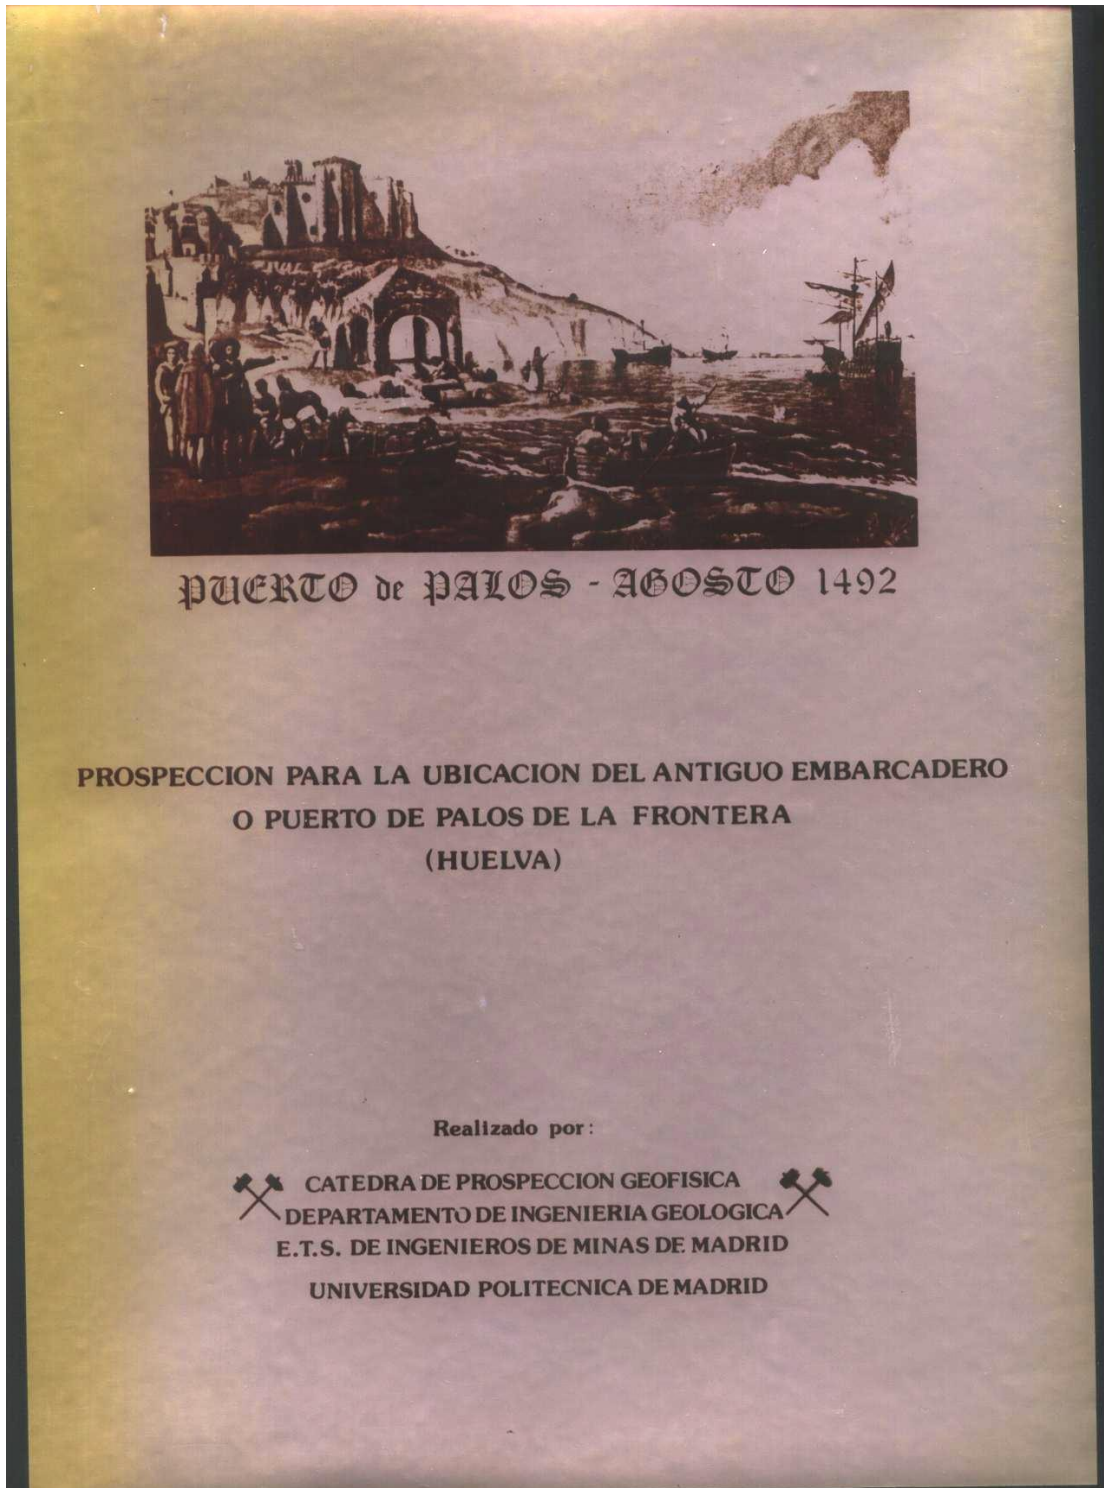 PUERTO de PALOS - AGOSTO 1492
PROSPECCION PARA LA UBICACION DEL ANTIGUO EMBARCADERO
O PUERTO DE PALOS DE LA FRONTERA
(HUELVA)
Realizado por:
CATEDRA DE PROSPECCION GEOFISICA
DEPARTAMENTO DE INGENIERIA GEOLOGICA
E.T.S. DE INGENIEROS DE MINAS DE MADRID
UNIVERSIDAD POLITECNICA DE MADRID